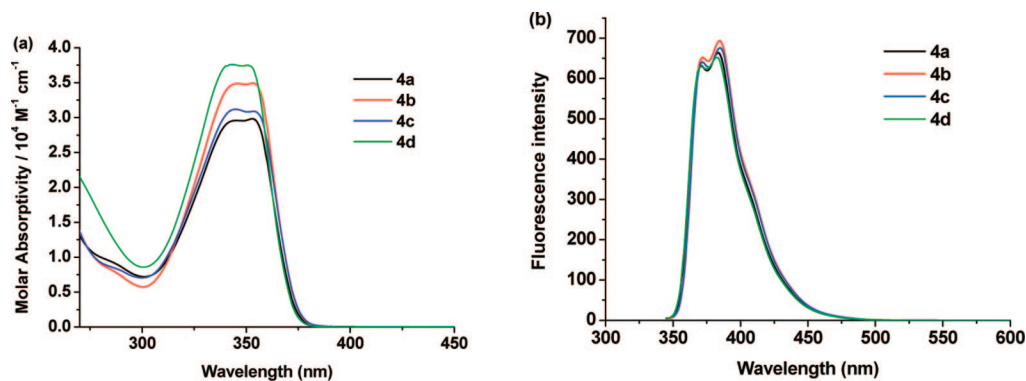 (a)
4.0
3.5
3.0
2.5
2.0
1.5
1.0
0.5
0.0
Molar Absorptivity / 10⁴ M⁻¹ cm⁻¹
4a
4b
4c
4d
300 350 400 450
Wavelength (nm)
(b)
700
600
500
400
300
200
100
0
Fluorescence intensity
4a
4b
4c
4d
300 350 400 450 500 550 600
Wavelength (nm)